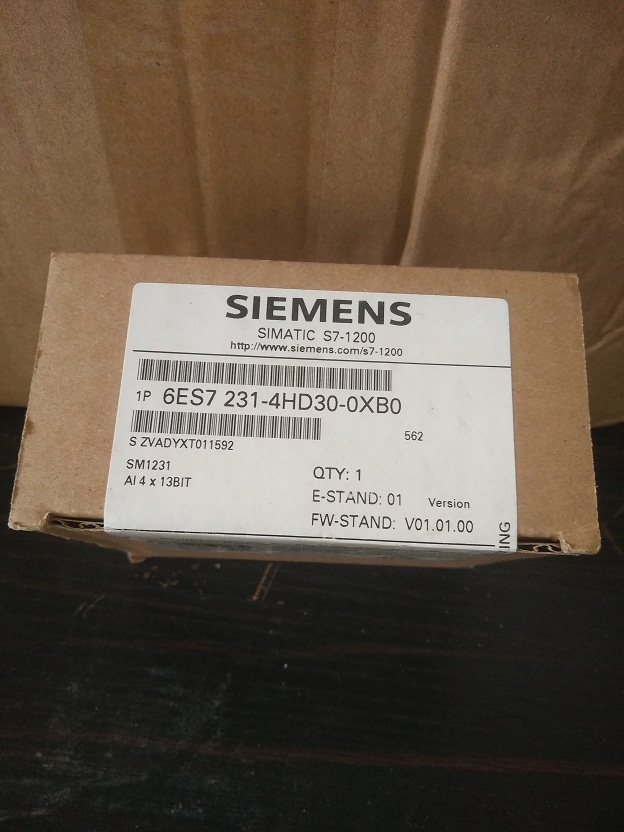 SIEMENS
SIMATIC S7-1200
http://www.siemens.com/s7-1200
1P 6ES7 231-4HD30-0XB0
562
S ZVADYXT011592
SM1231
AI 4 x 13BIT
QTY: 1
E-STAND: 01 Version
FW-STAND: V01.01.00
ING